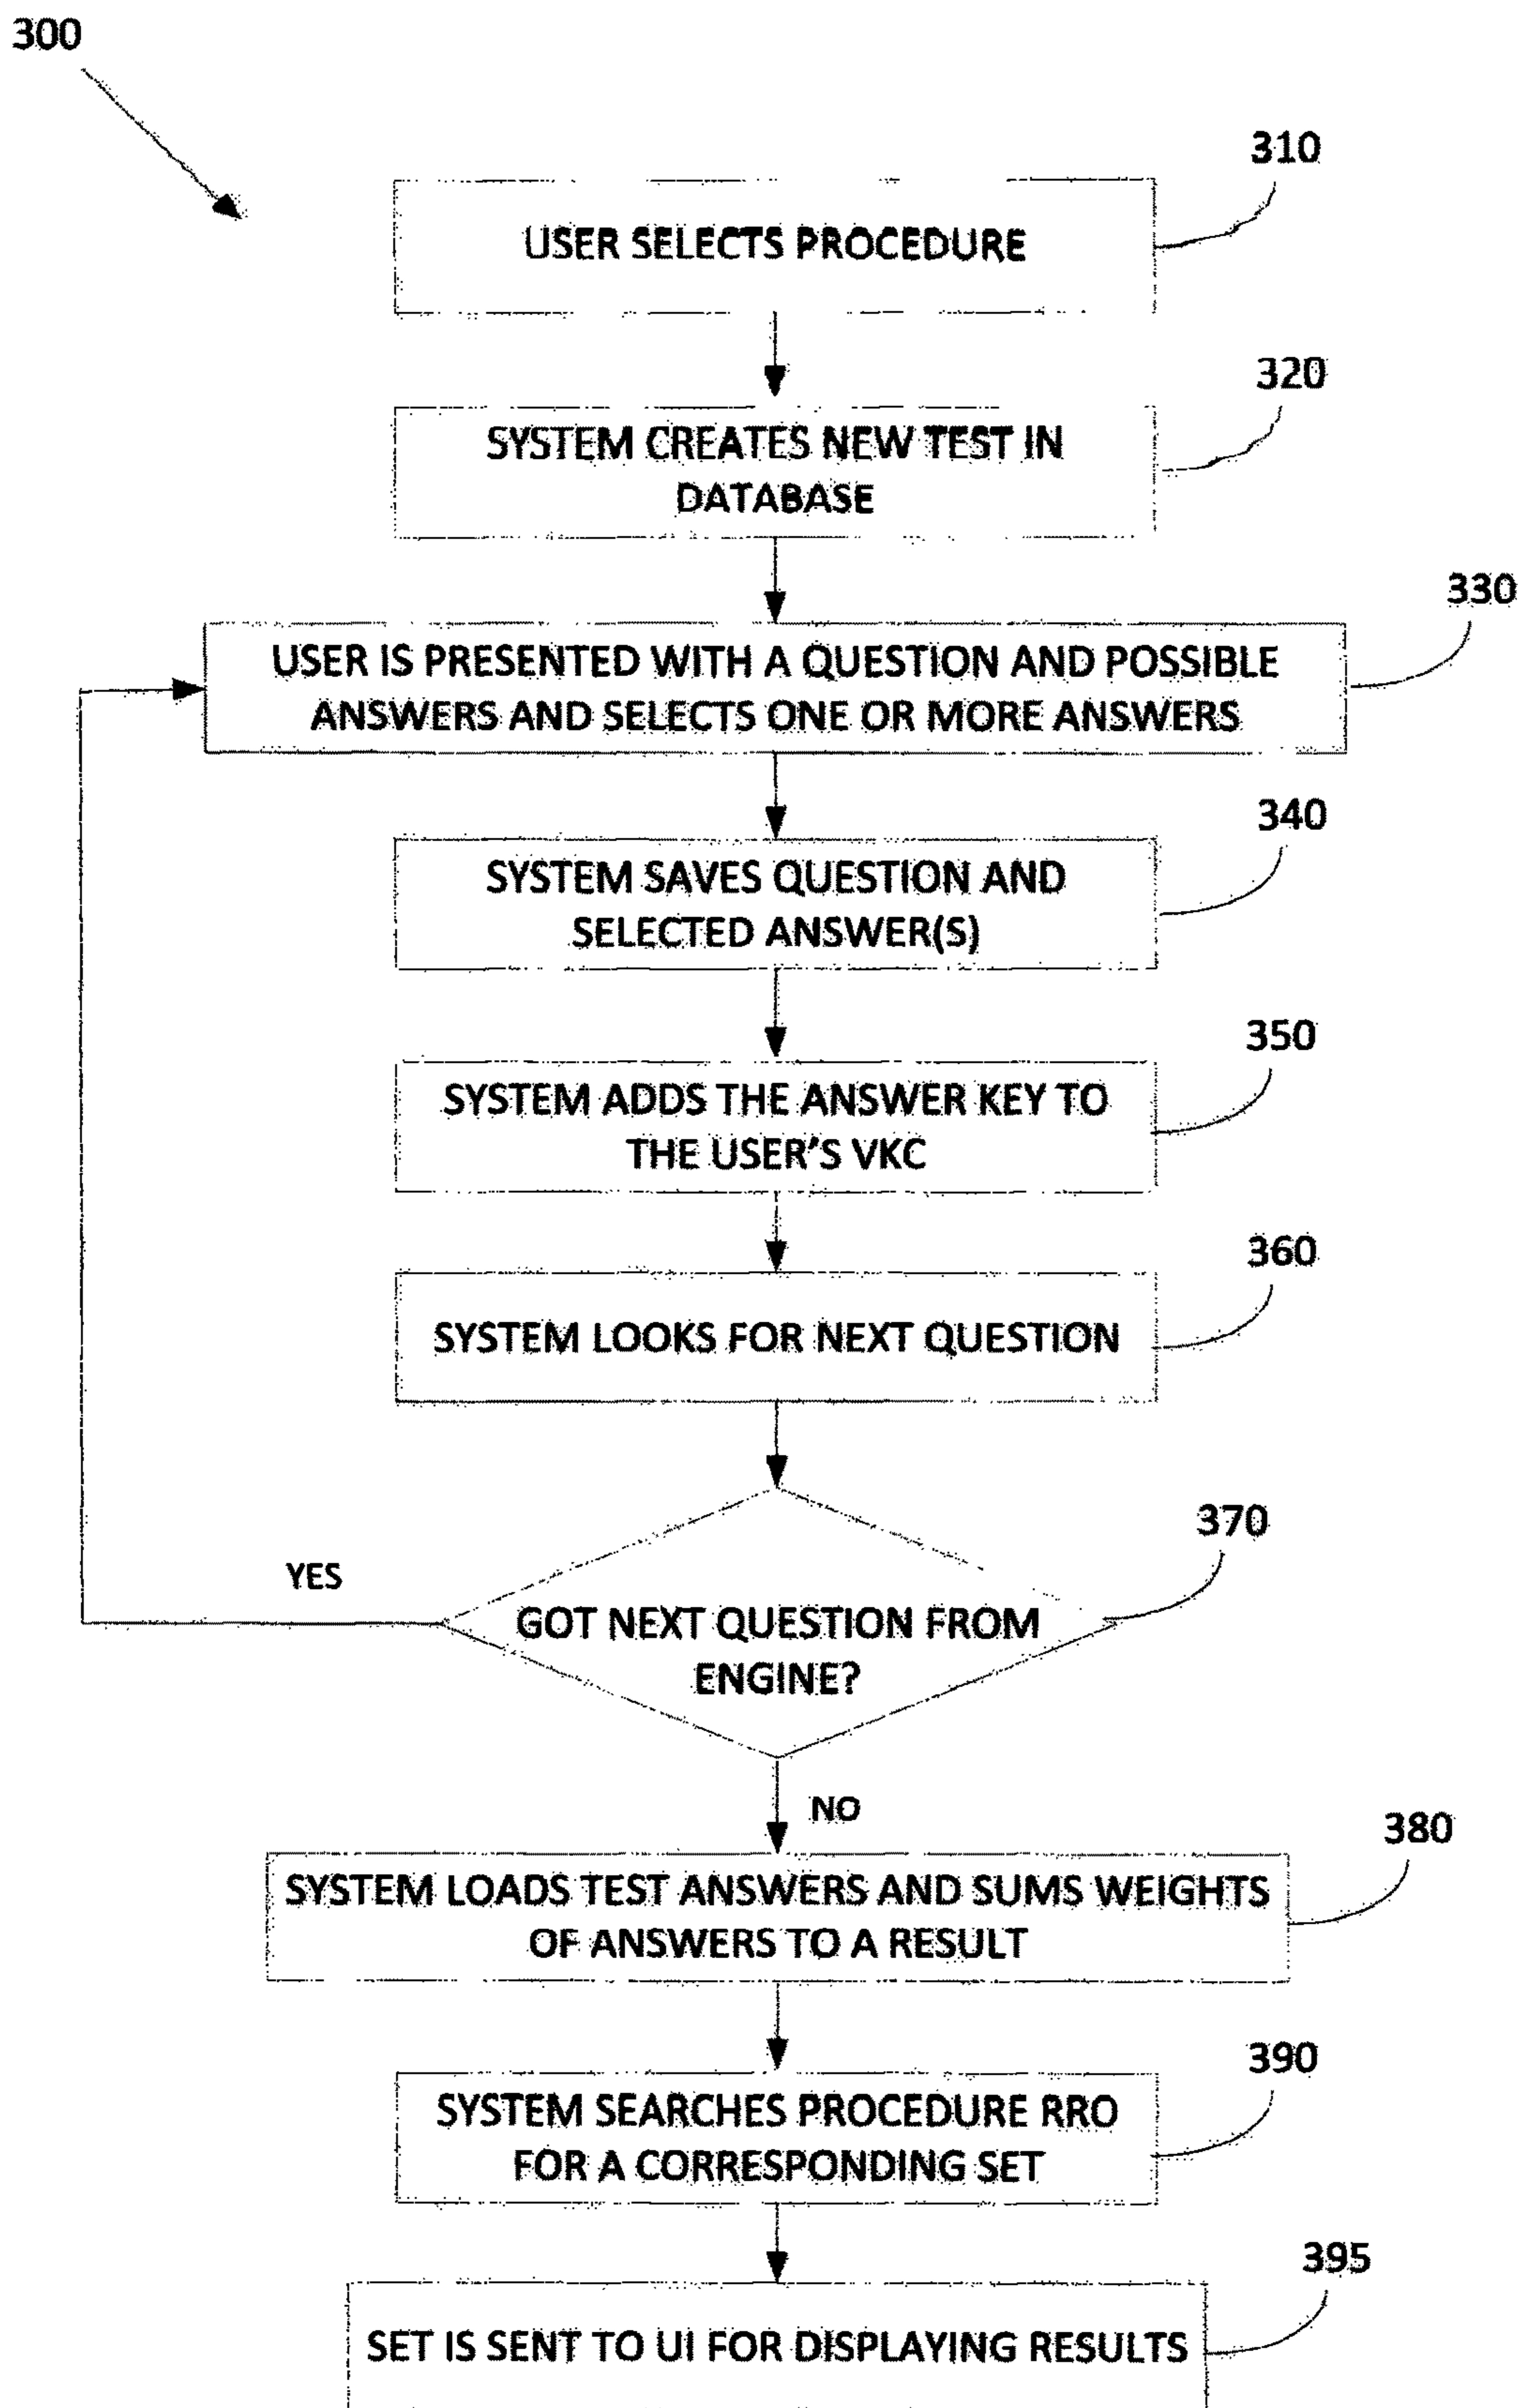 300
310
USER SELECTS PROCEDURE
320
SYSTEM CREATES NEW TEST IN
DATABASE
330
USER IS PRESENTED WITH A QUESTION AND POSSIBLE
ANSWERS AND SELECTS ONE OR MORE ANSWERS
340
SYSTEM SAVES QUESTION AND
SELECTED ANSWER(S)
350
SYSTEM ADDS THE ANSWER KEY TO
THE USER'S VKC
360
SYSTEM LOOKS FOR NEXT QUESTION
370
YES
GOT NEXT QUESTION FROM
ENGINE?
NO
380
SYSTEM LOADS TEST ANSWERS AND SUMS WEIGHTS
OF ANSWERS TO A RESULT
390
SYSTEM SEARCHES PROCEDURE RRO
FOR A CORRESPONDING SET
395
SET IS SENT TO UI FOR DISPLAYING RESULTS